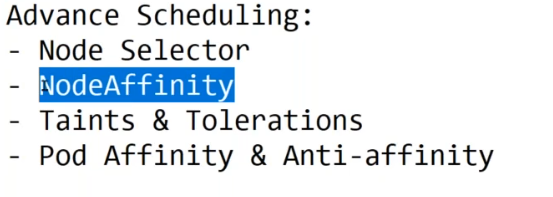 Advance Scheduling:
- Node Selector
- NodeAffinity
- Taints & Tolerations
- Pod Affinity & Anti-affinity